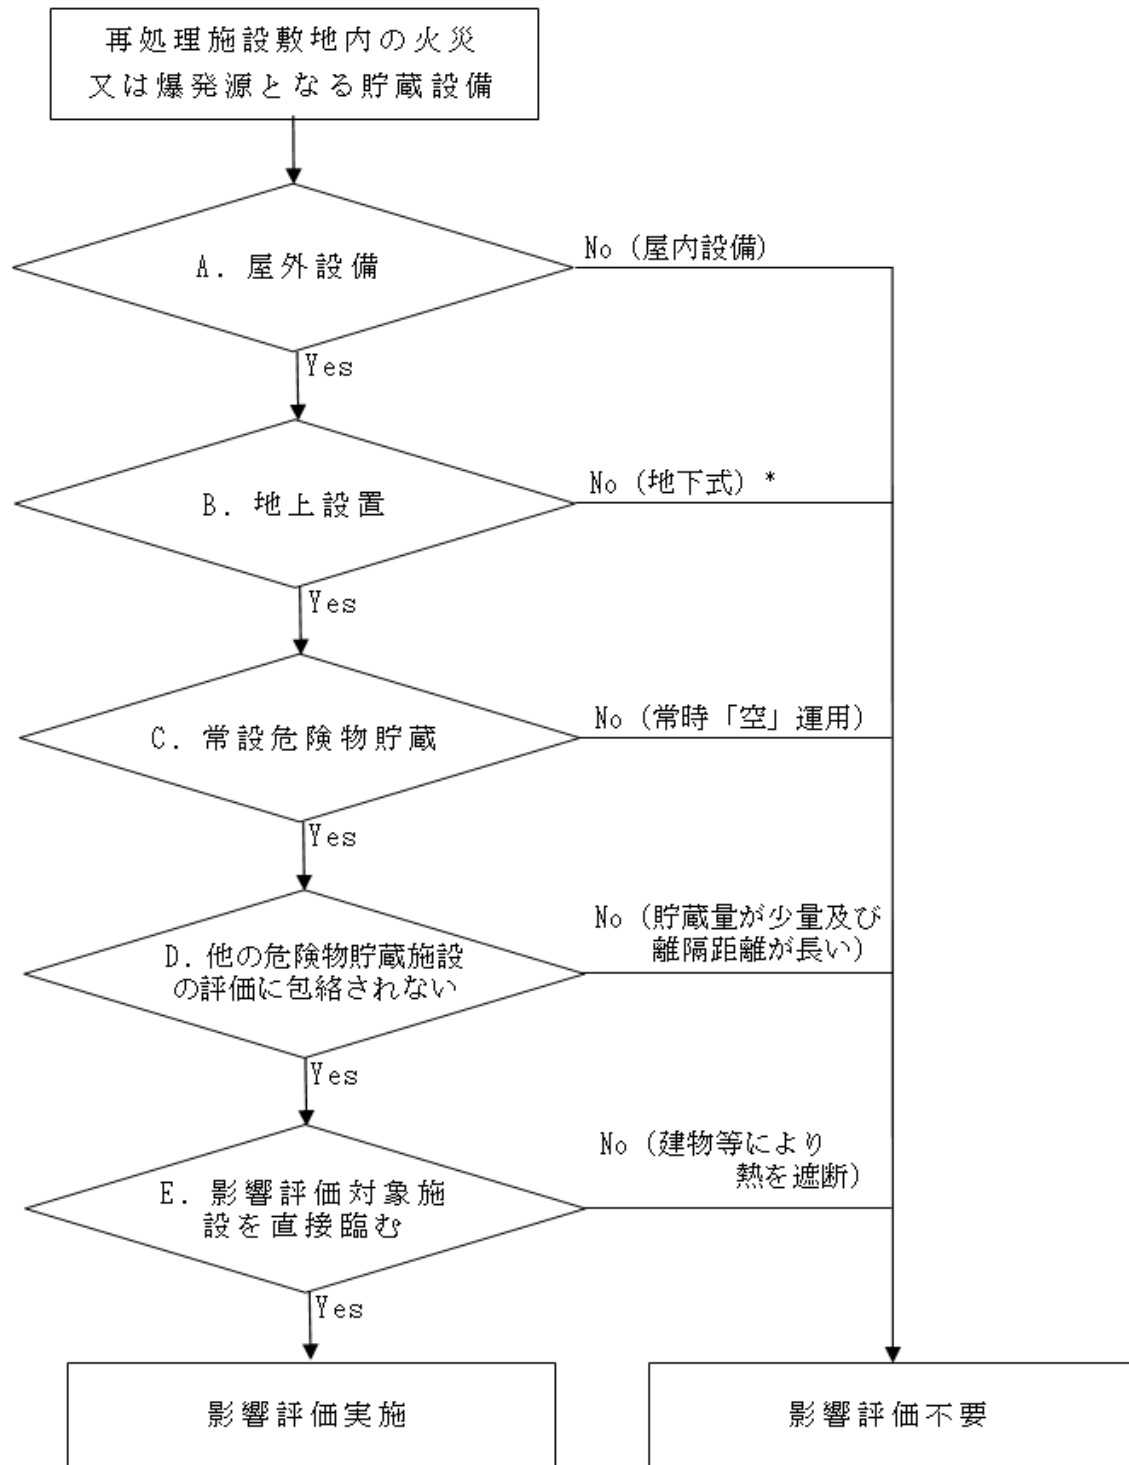 再処理施設敷地内の火災
又は爆発源となる貯蔵設備
A. 屋外設備
No (屋内設備)
Yes
B. 地上設置
No (地下式) *
Yes
C. 常設危険物貯蔵
No (常時「空」運用)
Yes
D. 他の危険物貯蔵施設
の評価に包絡されない
No (貯蔵量が少量及び
離隔距離が長い)
Yes
E. 影響評価対象施
設を直接臨む
No (建物等により
熱を遮断)
Yes
影響評価実施
影響評価不要